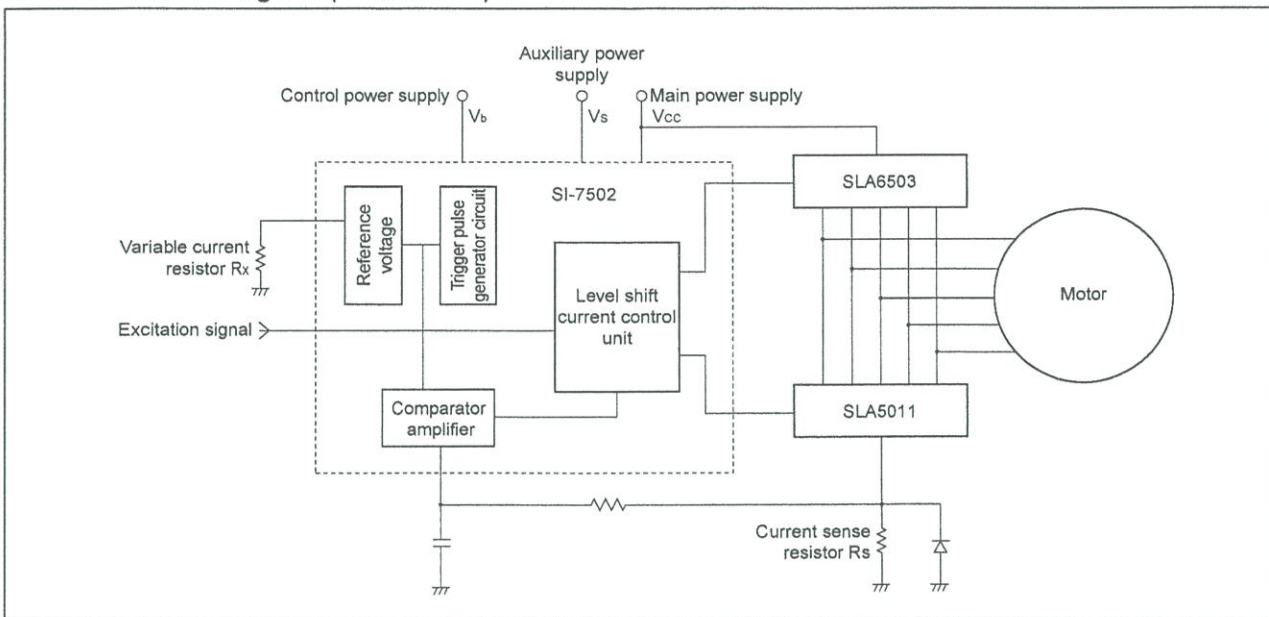 Auxiliary power
supply
Control power supply
Main power supply
Vb
Vs
Vcc
SI-7502
SLA6503
Reference
voltage
Trigger pulse
generator circuit
Variable current
resistor Rx
Level shift
current control
unit
Motor
Excitation signal
Comparator
amplifier
SLA5011
Current sense
resistor Rs